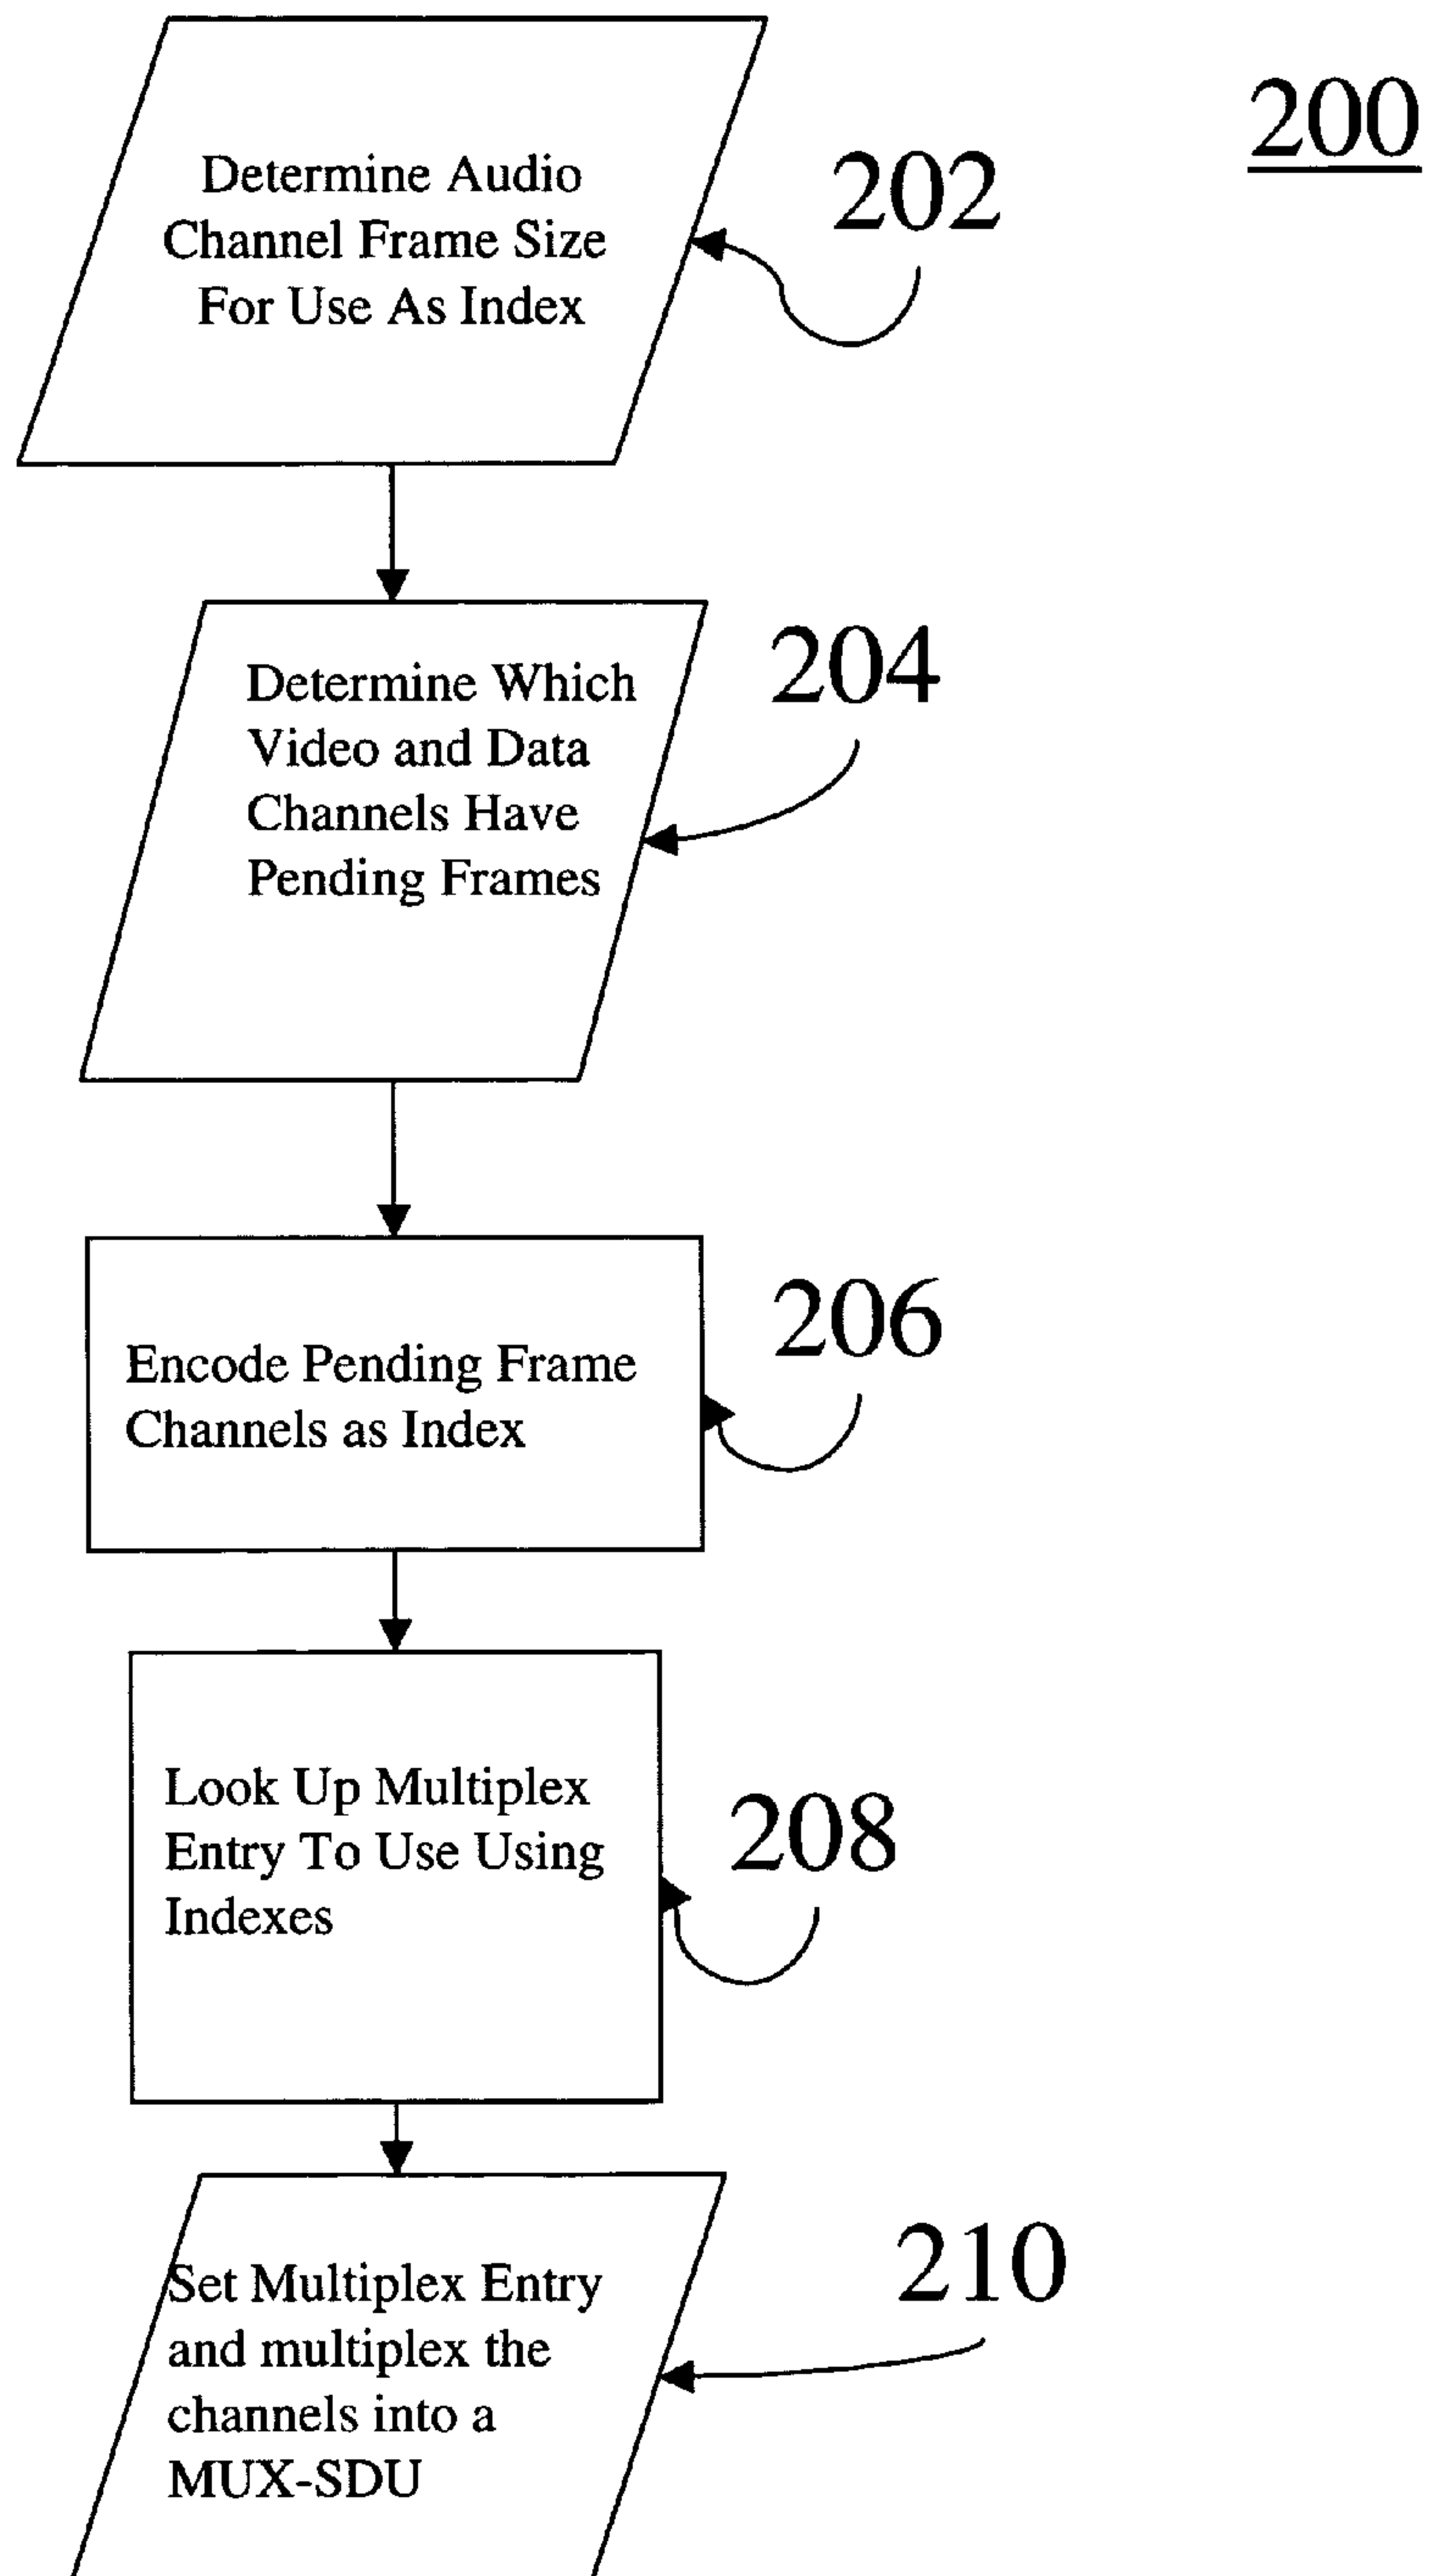 200
Determine Audio
Channel Frame Size
For Use As Index
202
Determine Which
Video and Data
Channels Have
Pending Frames
204
Encode Pending Frame
Channels as Index
206
Look Up Multiplex
Entry To Use Using
Indexes
208
Set Multiplex Entry
and multiplex the
channels into a
MUX-SDU
210